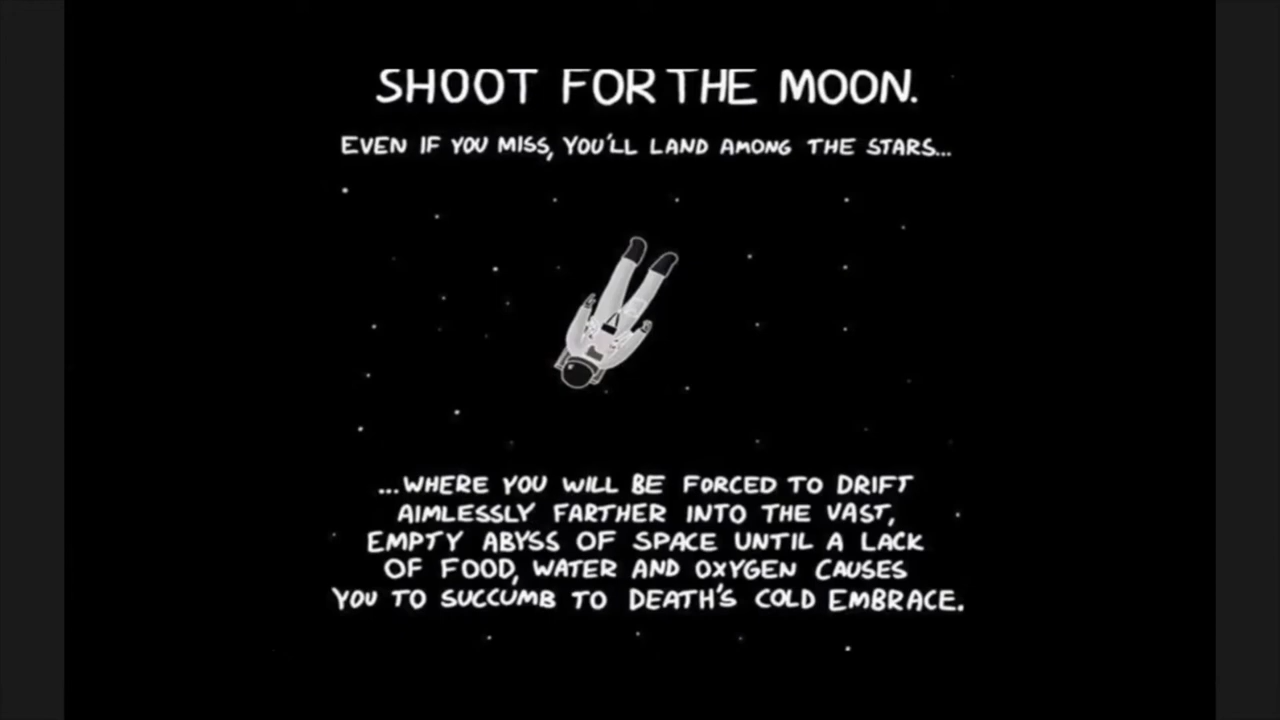 SHOOT FOR THE MOON.
EVEN IF YOU MISS, YOU'LL LAND AMONG THE STARS...
...WHERE YOU WILL BE FORCED TO DRIFT
AIMLESSLY FARTHER INTO THE VAST,
EMPTY ABYSS OF SPACE UNTIL A LACK
OF FOOD, WATER AND OXYGEN CAUSES
YOU TO SUCCUMB TO DEATH'S COLD EMBRACE.